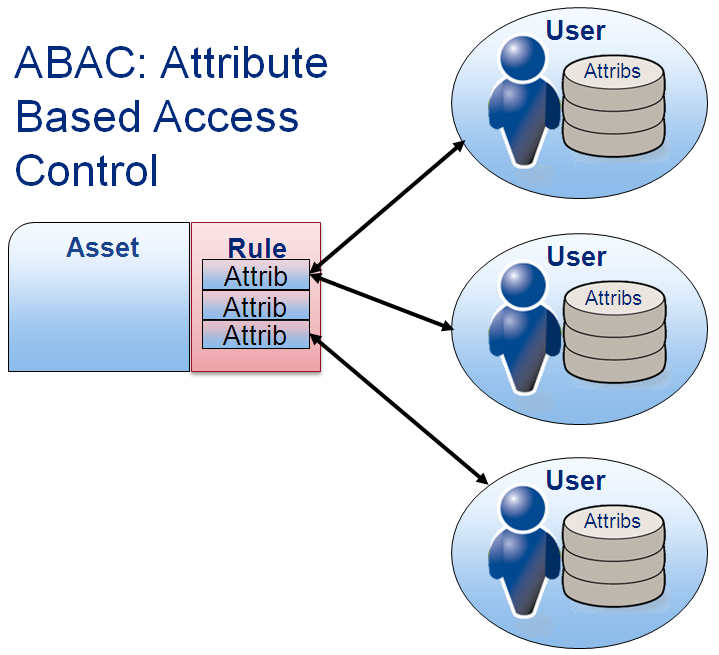 ABAC: Attribute
Based Access
Control
Asset
Rule
Attrib
Attrib
Attrib
User
Attribs
User
Attribs
User
Attribs